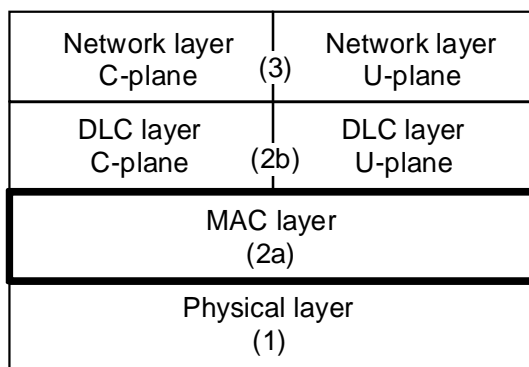 Network layer
C-plane
Network layer
U-plane
(3)
DLC layer
C-plane
DLC layer
U-plane
(2b)
MAC layer
(2a)
Physical layer
(1)